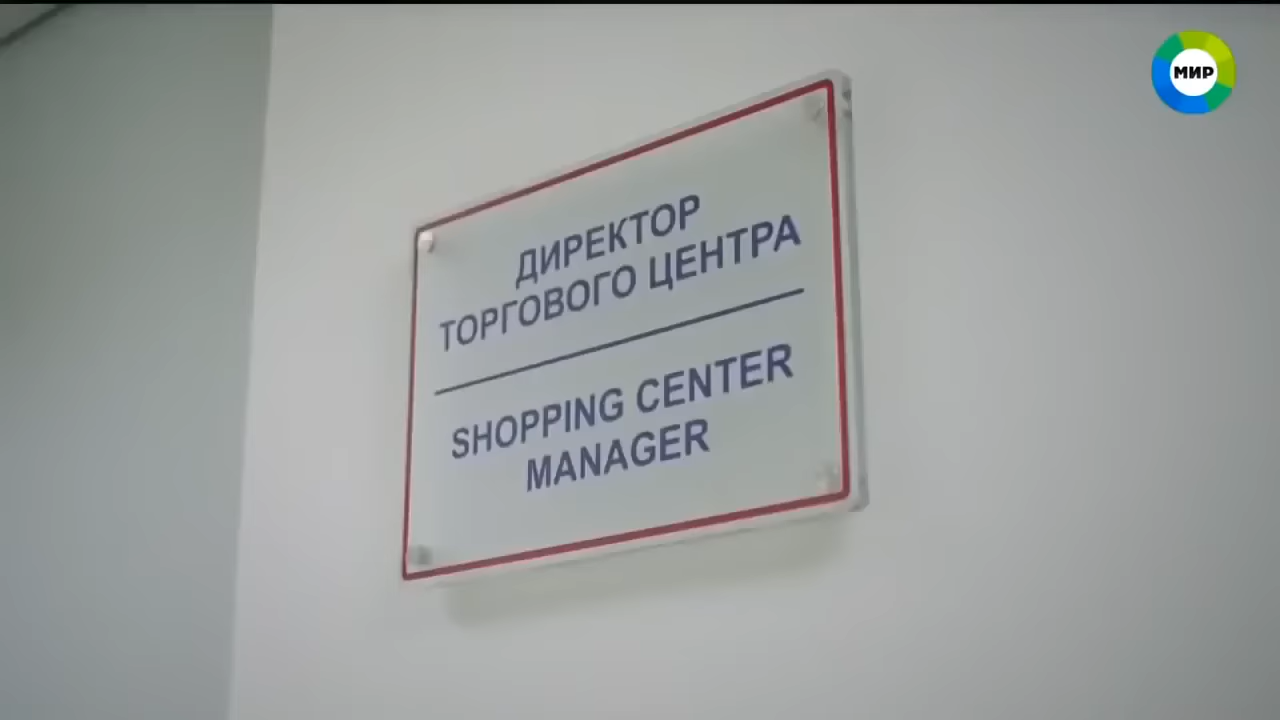 МИР
ДИРЕКТОР
ТОРГОВОГО ЦЕНТРА
SHOPPING CENTER
MANAGER